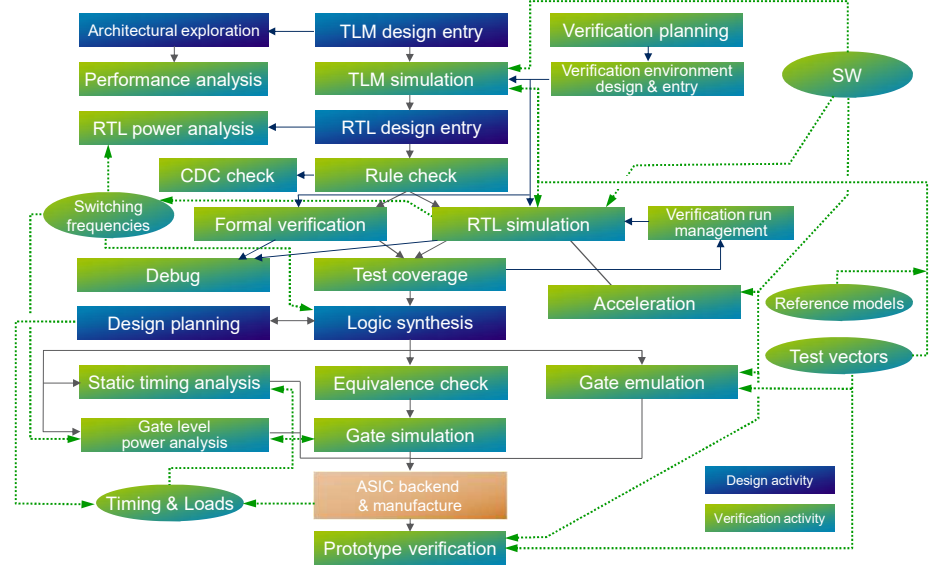 Architectural exploration
TLM design entry
Verification planning
Performance analysis
TLM simulation
Verification environment
design & entry
SW
RTL power analysis
RTL design entry
CDC check
Rule check
Switching
frequencies
Formal verification
RTL simulation
Verification run
management
Debug
Test coverage
Acceleration
Reference models
Design planning
Logic synthesis
Test vectors
Static timing analysis
Equivalence check
Gate emulation
Gate level
power analysis
Gate simulation
Timing & Loads
ASIC backend
& manufacture
Design activity
Verification activity
Prototype verification